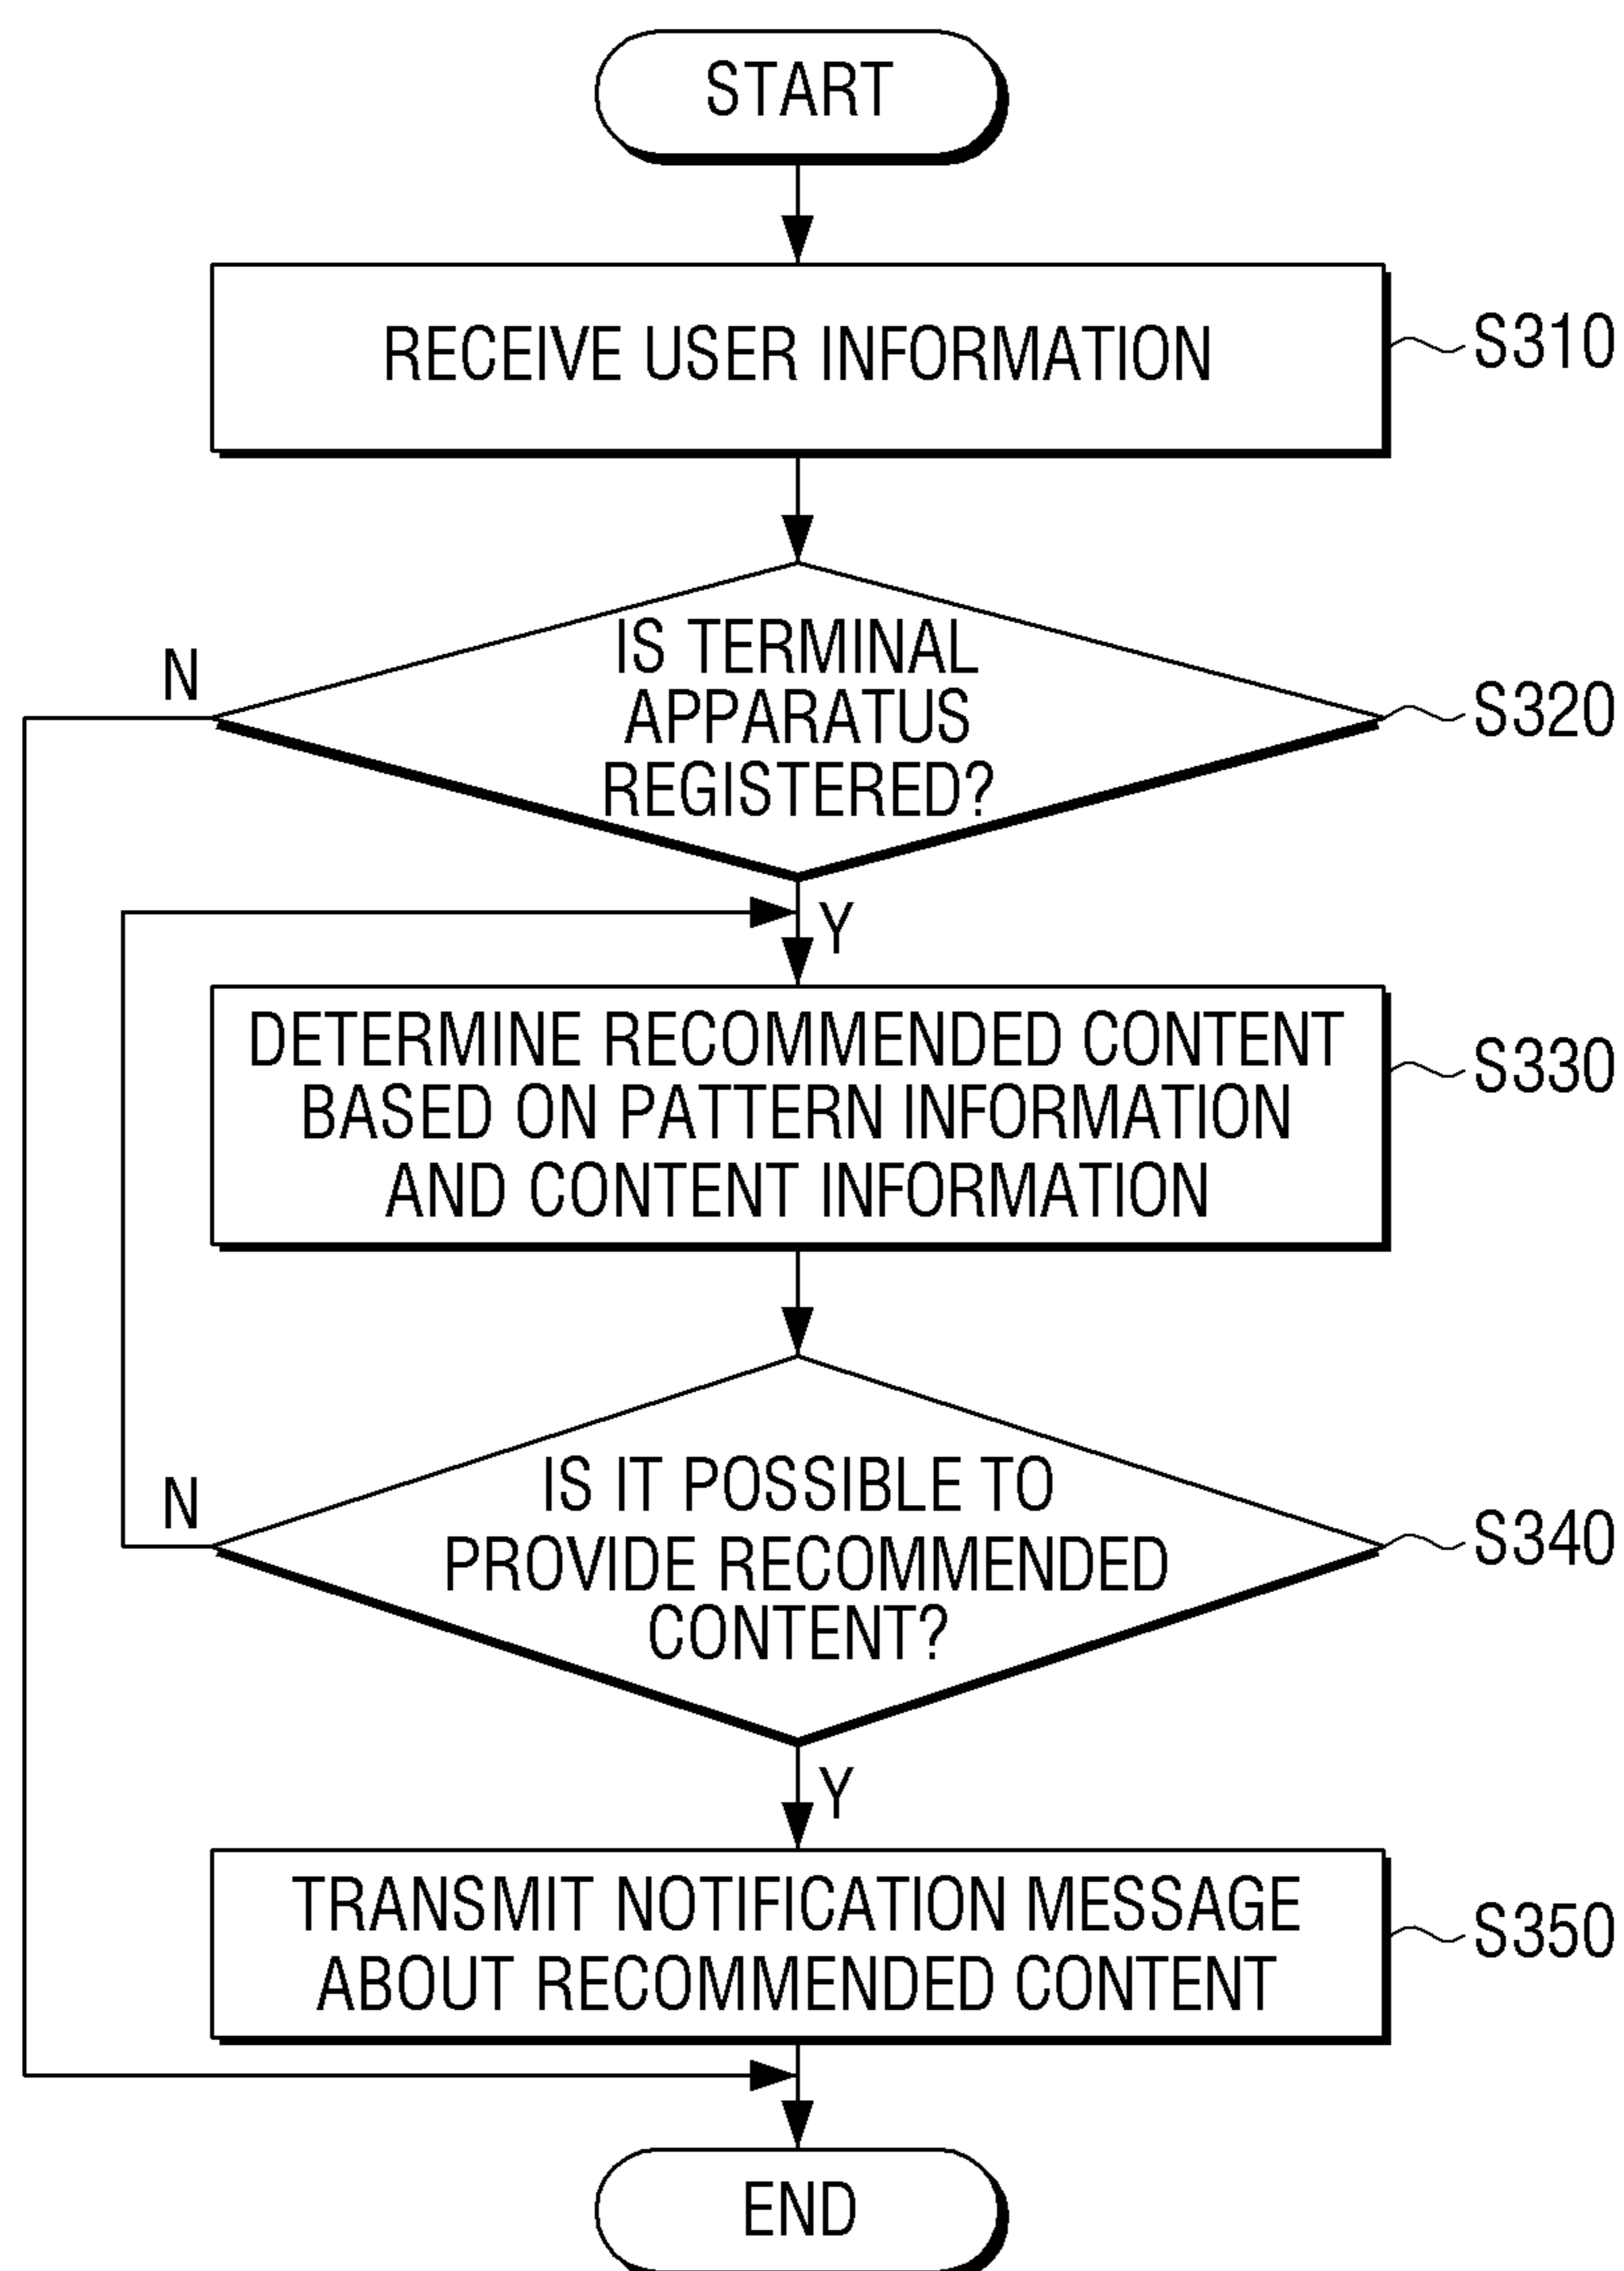 START
RECEIVE USER INFORMATION
S310
IS TERMINAL
APPARATUS
REGISTERED?
S320
N
Y
DETERMINE RECOMMENDED CONTENT
BASED ON PATTERN INFORMATION
AND CONTENT INFORMATION
S330
IS IT POSSIBLE TO
PROVIDE RECOMMENDED
CONTENT?
S340
N
Y
TRANSMIT NOTIFICATION MESSAGE
ABOUT RECOMMENDED CONTENT
S350
END